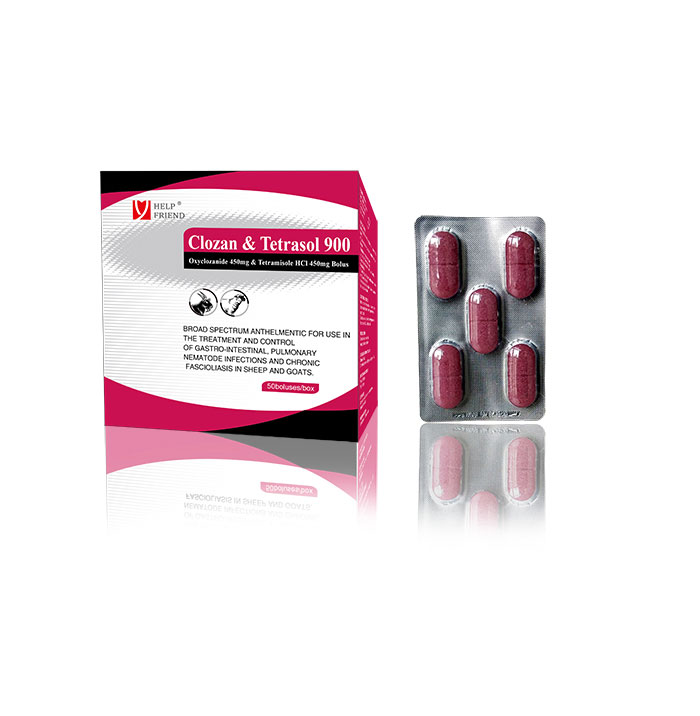 HELP ®
FRIEND
Clozan & Tetrasol 900
Oxyclozanide 450mg & Tetramisole HCl 450mg Bolus
BROAD SPECTRUM ANTHELMENTIC FOR USE IN
THE TREATMENT AND CONTROL
OF GASTRO-INTESTINAL, PULMONARY
NEMATODE INFECTIONS AND CHRONIC
FASCIOLIASIS IN SHEEP AND GOATS.
50boluses/box